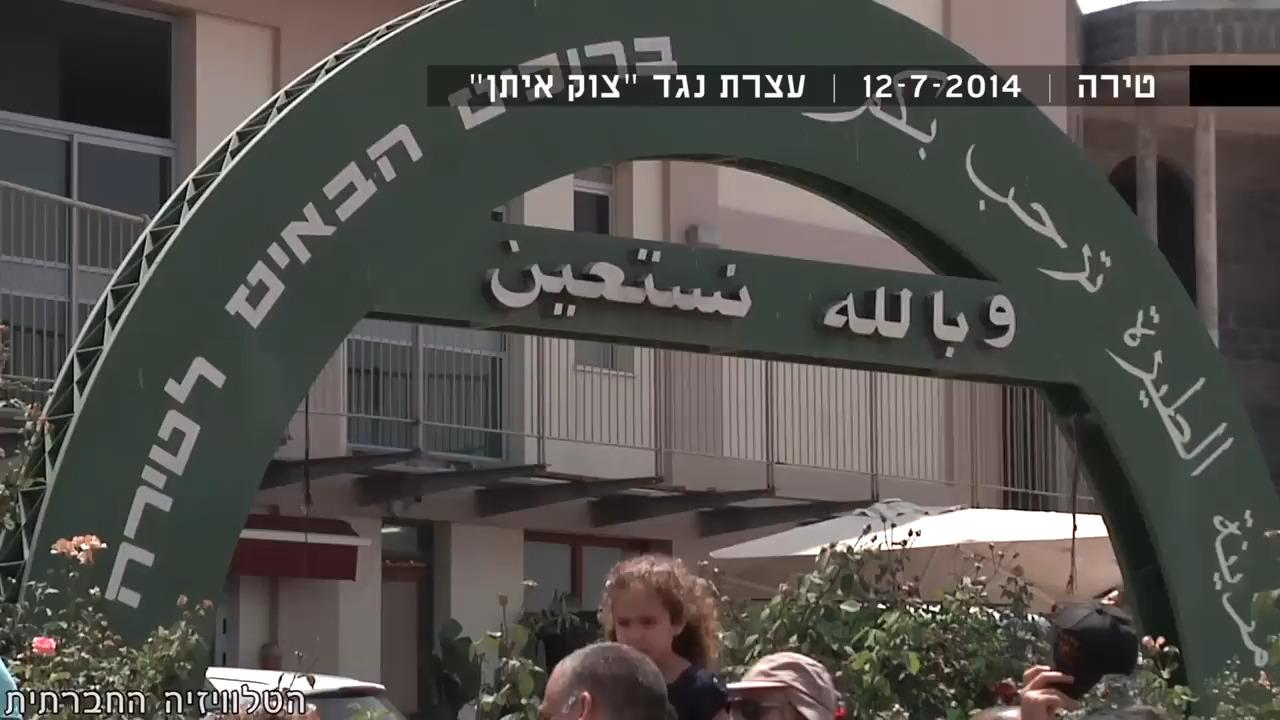 טירה | 12-7-2014 | עצרת נגד "צוק איתן"
ברוכים הבאים לטירה
مدينة الطيرة ترحب بكم
وبالله نستعين
הטלוויזיה החברתית